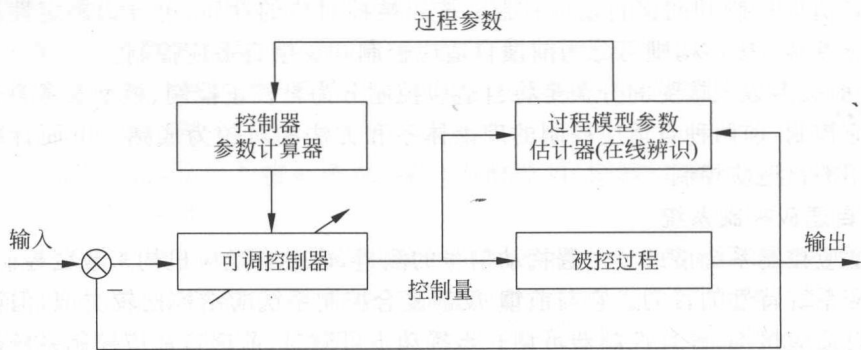 过程参数
控制器
参数计算器
过程模型参数
估计器(在线辨识)
输入
可调控制器
控制量
被控过程
输出